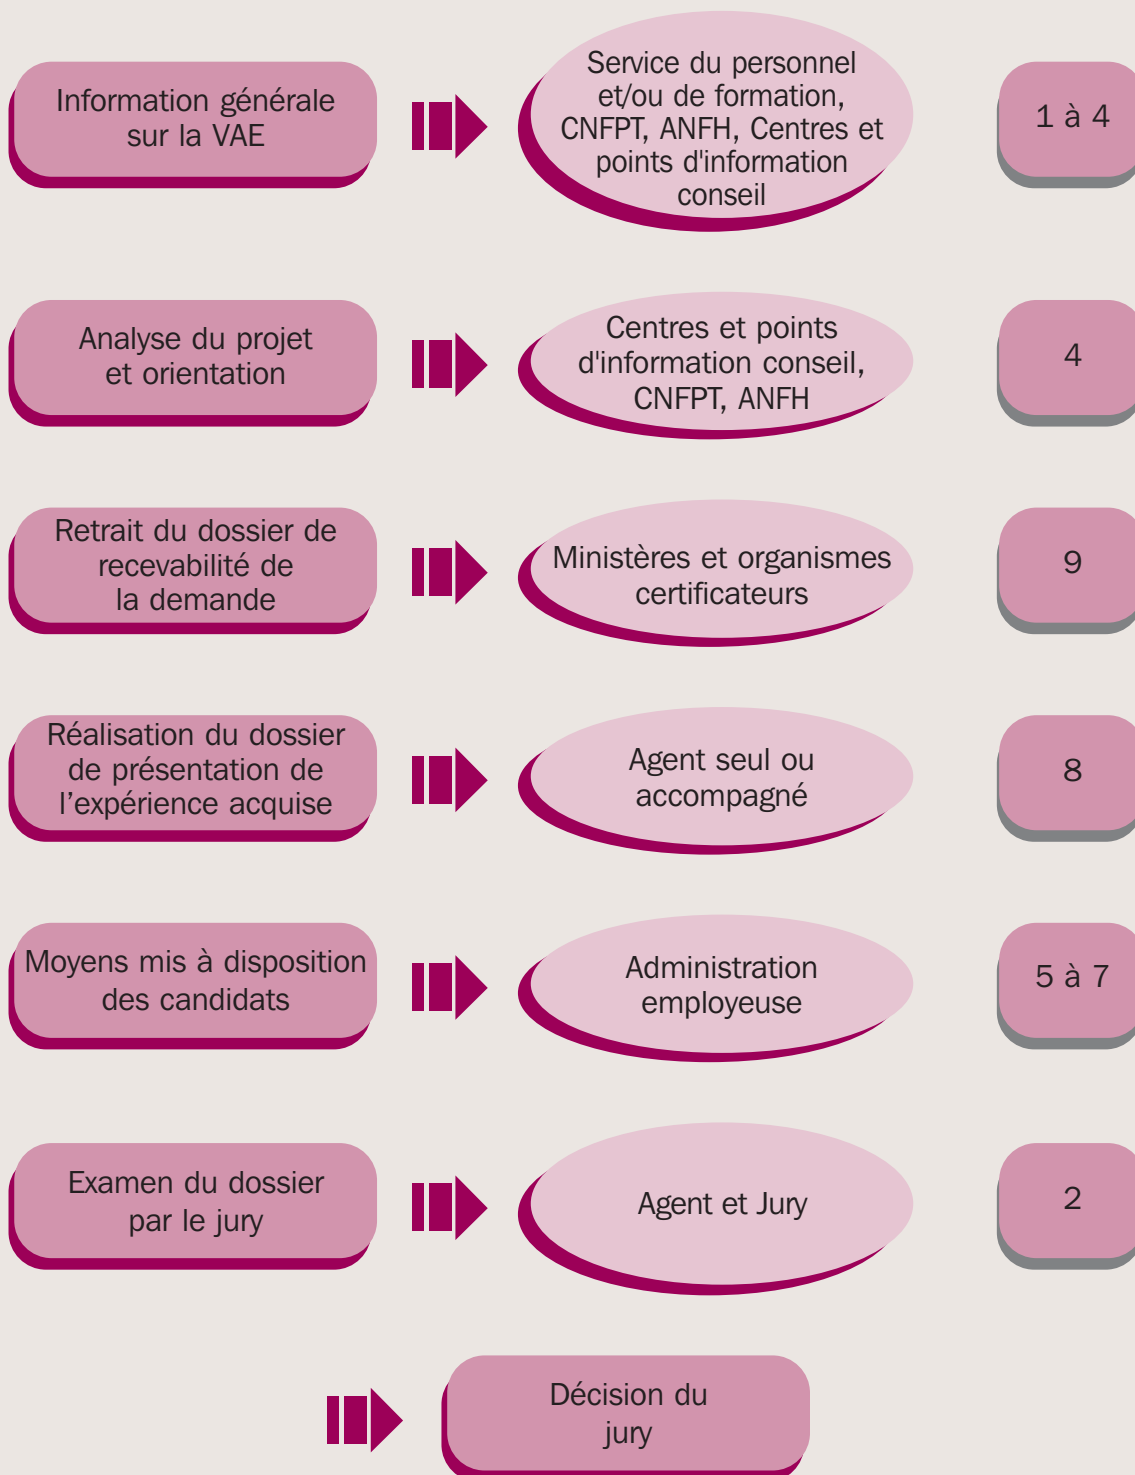 Information générale
sur la VAE
Service du personnel
et/ou de formation,
CNFPT, ANFH, Centres et
points d'information
conseil
1 à 4
Analyse du projet
et orientation
Centres et points
d'information conseil,
CNFPT, ANFH
4
Retrait du dossier de
recevabilité de
la demande
Ministères et organismes
certificateurs
9
Réalisation du dossier
de présentation de
l’expérience acquise
Agent seul ou
accompagné
8
Moyens mis à disposition
des candidats
Administration
employeuse
5 à 7
Examen du dossier
par le jury
Agent et Jury
2
Décision du
jury